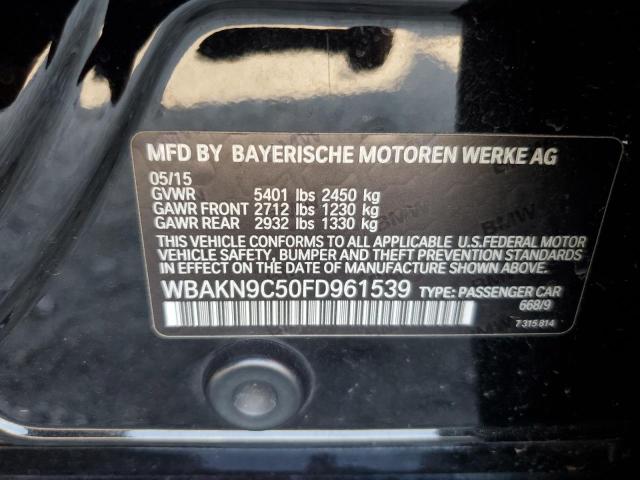 MFD BY BAYERISCHE MOTOREN WERKE AG
05/15
GVWR 5401 lbs 2450 kg
GAWR FRONT 2712 lbs 1230 kg
GAWR REAR 2932 lbs 1330 kg
THIS VEHICLE CONFORMS TO ALL APPLICABLE U.S.FEDERAL MOTOR
VEHICLE SAFETY, BUMPER AND THEFT PREVENTION STANDARDS
IN EFFECT ON THE DATE OF MANUFACTURE SHOWN ABOVE.
WBAKN9C50FD961539 TYPE: PASSENGER CAR
668/9
7 315 814